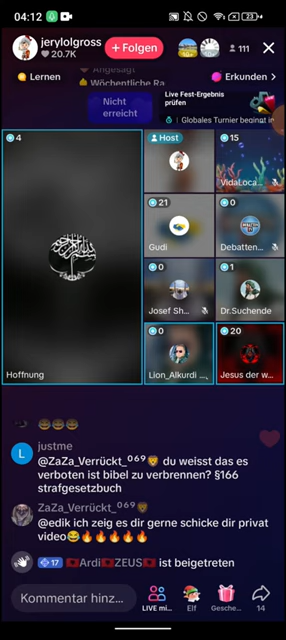 04:12
23
jerylolgross
20.7K
+ Folgen
111
Lernen
Angesagt
Wöchentliche Ra
Erkunden >
Nicht
erreicht
Live Fest-Ergebnis
prüfen
Globales Turnier beginnt in
4
Host
15
VidaLoca...
21
Gudi
0
Debatten...
0
Josef Sh...
1
Dr.Suchende
Hoffnung
0
Lion_Alkurdi ...
20
Jesus der w...
justme
@ZaZa_Verrückt_⁰⁶⁹🦁 du weisst das es
verboten ist bibel zu verbrennen? §166
strafgesetzbuch
ZaZa_Verrückt_⁰⁶⁹🦁
@edik ich zeig es dir gerne schicke dir privat
video😂🔥🔥🔥🔥🔥
17 🇦🇱Ardi🇦🇱ZEUS🇦🇱 ist beigetreten
Kommentar hinz...
LIVE mi...
Elf
Gesche...
14